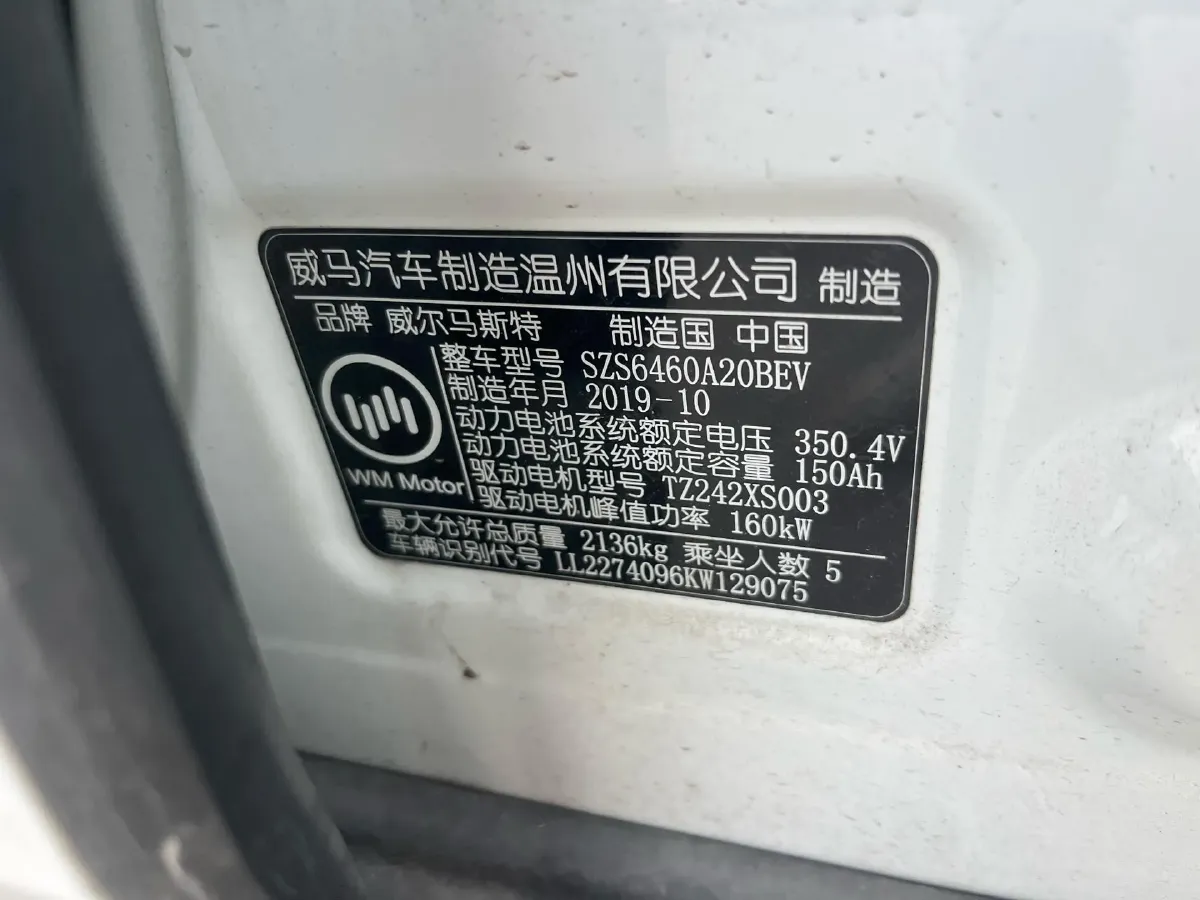 威马汽车制造温州有限公司 制造
品牌 威尔马斯特 制造国 中国
整车型号 SZS6460A20BEV
制造年月 2019-10
动力电池系统额定电压 350.4V
动力电池系统额定容量 150Ah
驱动电机型号 TZ242XS003
驱动电机峰值功率 160kW
WM Motor
最大允许总质量 2136kg 乘坐人数 5
车辆识别代号 LL2274096KW129075